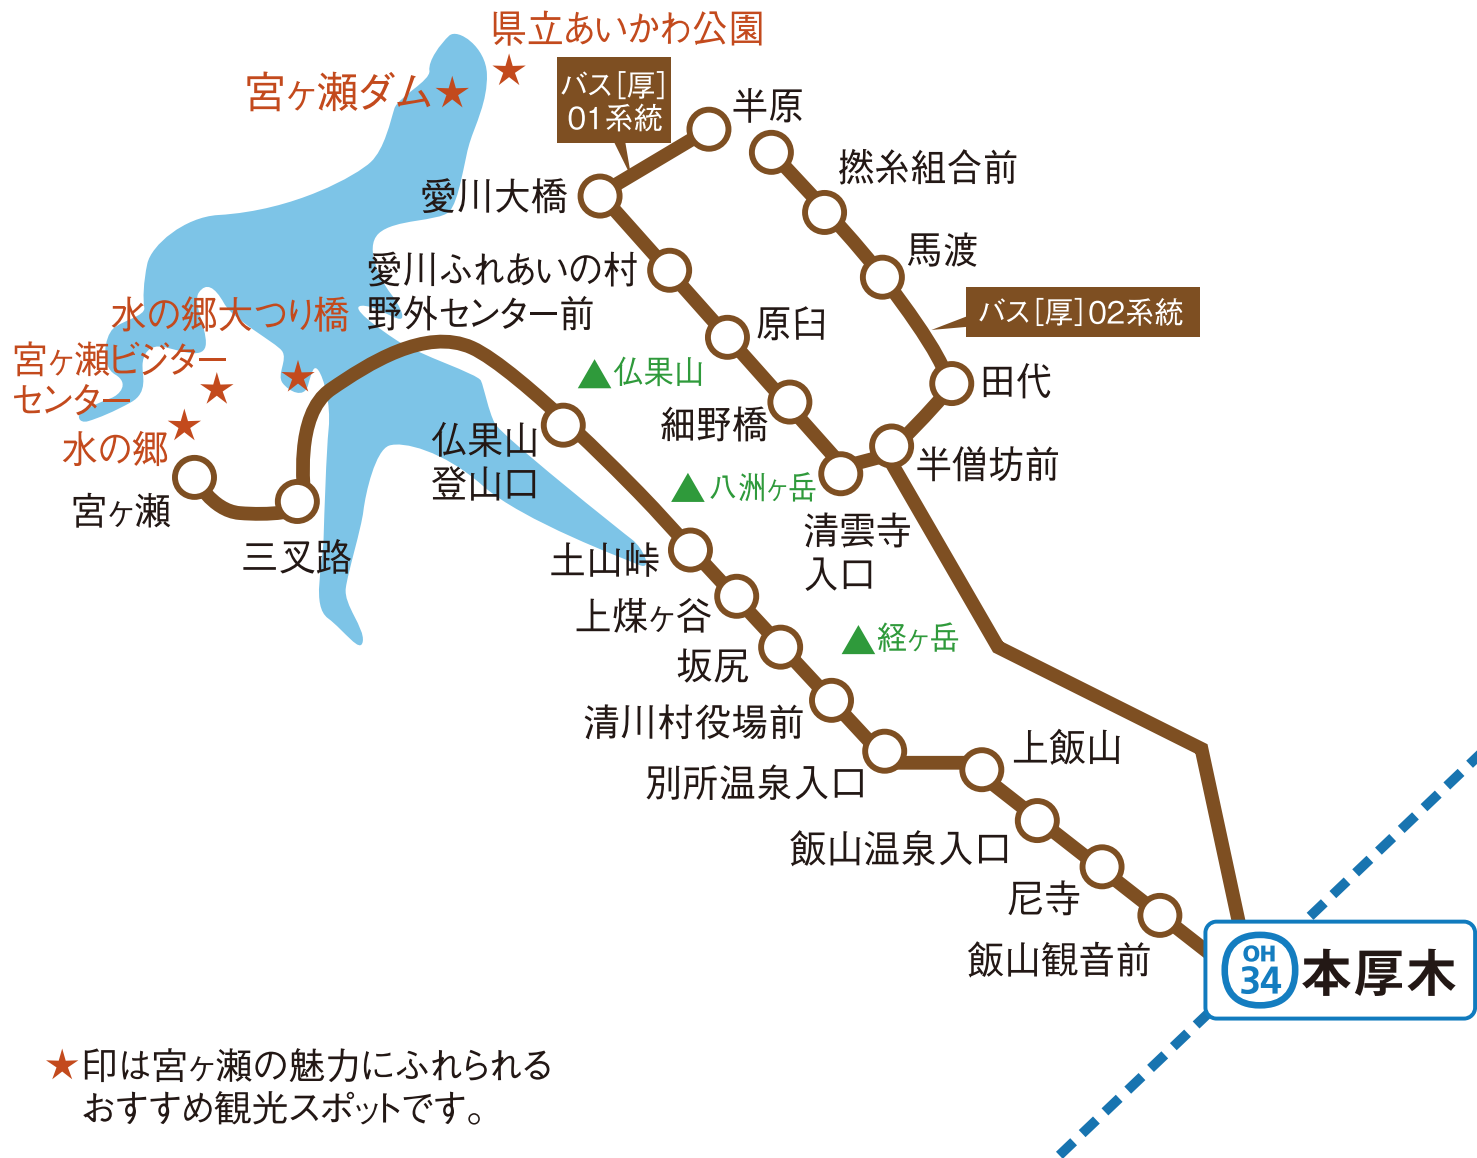 県立あいかわ公園
宮ヶ瀬ダム
バス[厚]
01系統
半原
撚糸組合前
愛川大橋
馬渡
愛川ふれあいの村
野外センター前
バス[厚]02系統
水の郷大つり橋
原臼
宮ヶ瀬ビジター
センター
仏果山
田代
細野橋
水の郷
仏果山
登山口
半僧坊前
八洲ヶ岳
宮ヶ瀬
清雲寺
入口
三叉路
土山峠
上煤ヶ谷
経ヶ岳
坂尻
清川村役場前
上飯山
別所温泉入口
飯山温泉入口
尼寺
飯山観音前
OH
34
本厚木
★印は宮ヶ瀬の魅力にふれられる
おすすめ観光スポットです。